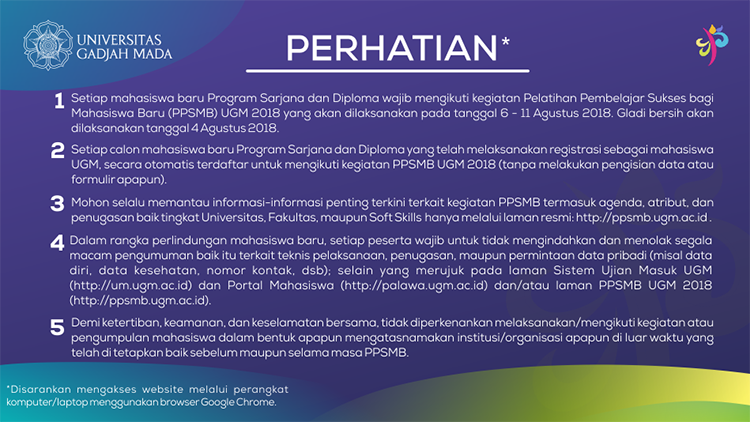 UNIVERSITAS
GADJAH MADA
PERHATIAN*
1 Setiap mahasiswa baru Program Sarjana dan Diploma wajib mengikuti kegiatan Pelatihan Pembelajar Sukses bagi
Mahasiswa Baru (PPSMB) UGM 2018 yang akan dilaksanakan pada tanggal 6 - 11 Agustus 2018. Gladi bersih akan
dilaksanakan tanggal 4 Agustus 2018.
2 Setiap calon mahasiswa baru Program Sarjana dan Diploma yang telah melaksanakan registrasi sebagai mahasiswa
UGM, secara otomatis terdaftar untuk mengikuti kegiatan PPSMB UGM 2018 (tanpa melakukan pengisian data atau
formulir apapun).
3 Mohon selalu memantau informasi-informasi penting terkini terkait kegiatan PPSMB termasuk agenda, atribut, dan
penugasan baik tingkat Universitas, Fakultas, maupun Soft Skills hanya melalui laman resmi: http://ppsmb.ugm.ac.id .
4 Dalam rangka perlindungan mahasiswa baru, setiap peserta wajib untuk tidak mengindahkan dan menolak segala
macam pengumuman baik itu terkait teknis pelaksanaan, penugasan, maupun permintaan data pribadi (misal data
diri, data kesehatan, nomor kontak, dsb); selain yang merujuk pada laman Sistem Ujian Masuk UGM
(http://um.ugm.ac.id) dan Portal Mahasiswa (http://palawa.ugm.ac.id) dan/atau laman PPSMB UGM 2018
(http://ppsmb.ugm.ac.id).
5 Demi ketertiban, keamanan, dan keselamatan bersama, tidak diperkenankan melaksanakan/mengikuti kegiatan atau
pengumpulan mahasiswa dalam bentuk apapun mengatasnamakan institusi/organisasi apapun di luar waktu yang
telah di tetapkan baik sebelum maupun selama masa PPSMB.
*Disarankan mengakses website melalui perangkat
komputer/laptop menggunakan browser Google Chrome.